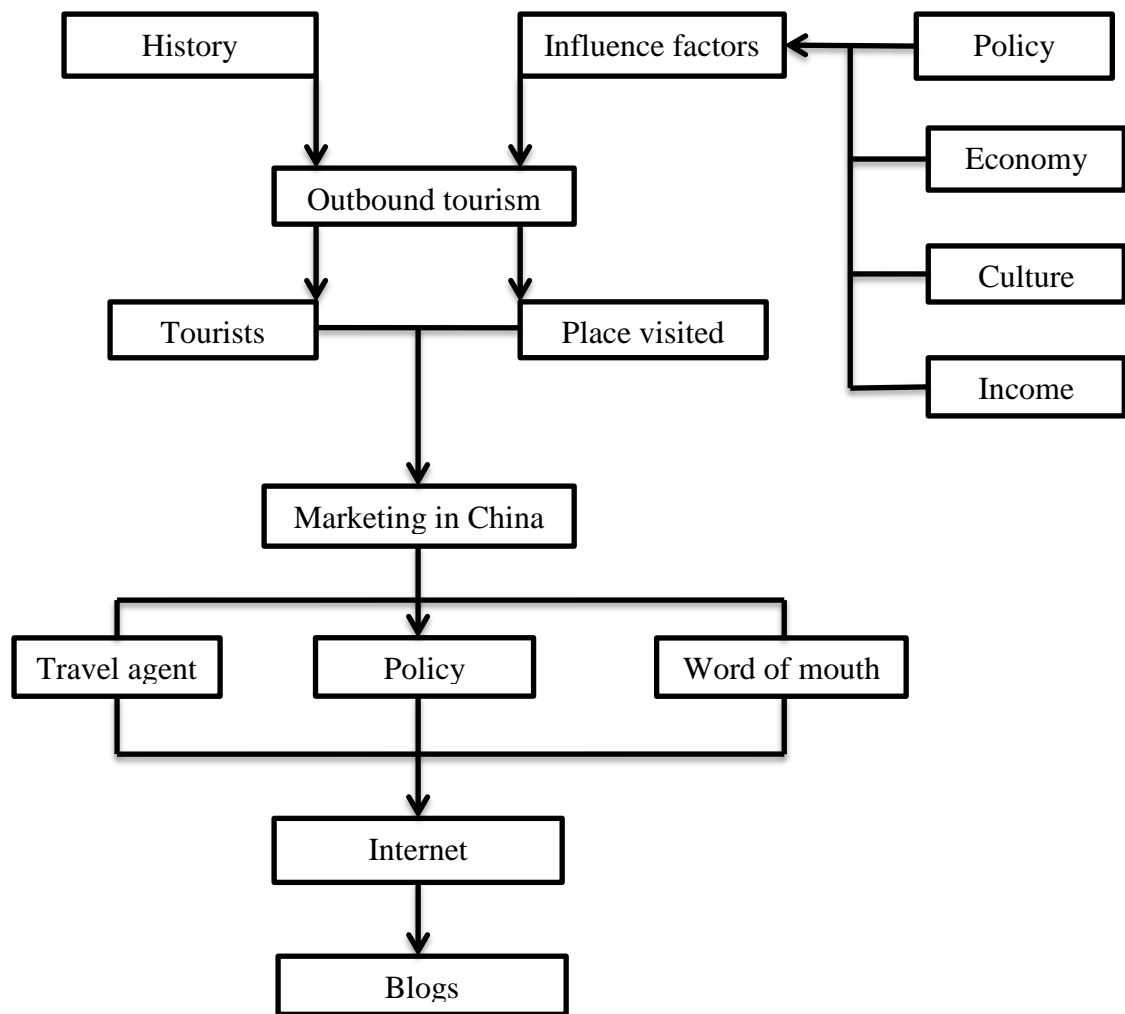 History
Influence factors
Policy
Economy
Outbound tourism
Culture
Tourists
Place visited
Income
Marketing in China
Travel agent
Policy
Word of mouth
Internet
Blogs